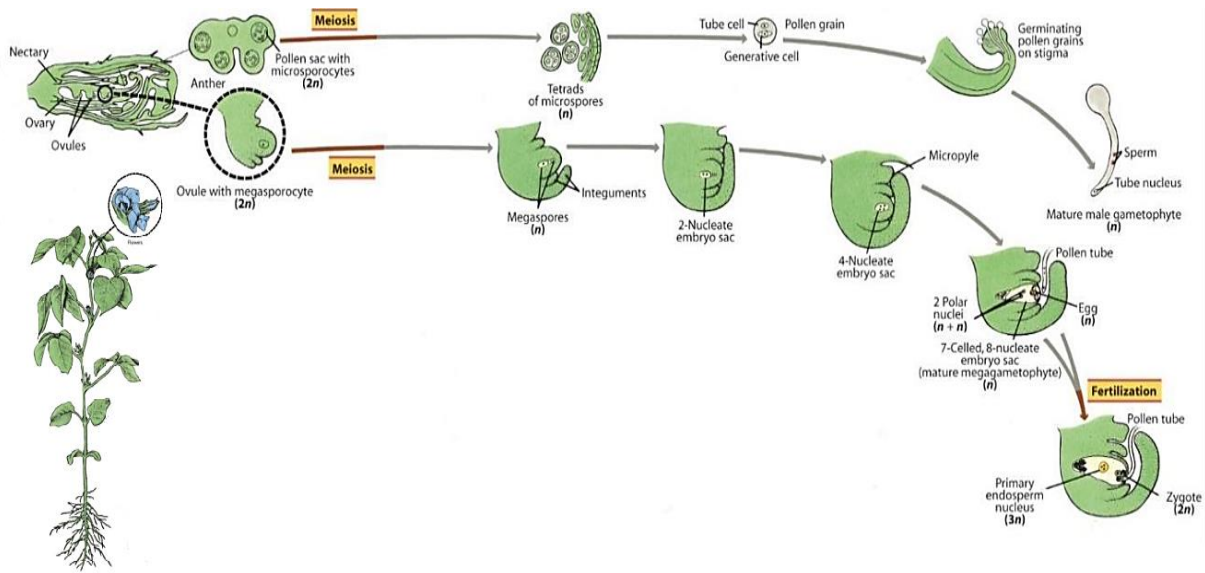 Nectary
Ovary
Ovules
Anther
Pollen sac with
microsporocytes
(2n)
Meiosis
Tetrads
of microspores
(n)
Tube cell
Pollen grain
Generative cell
Germinating
pollen grains
on stigma
Sperm
Tube nucleus
Mature male gametophyte
(n)
Ovule with megasporocyte
(2n)
Meiosis
Megaspores
(n)
Integuments
2-Nucleate
embryo sac
Micropyle
4-Nucleate
embryo sac
Pollen tube
2 Polar
nuclei
(n + n)
Egg
(n)
7-Celled, 8-nucleate
embryo sac
(mature megagametophyte)
(n)
Fertilization
Pollen tube
Primary
endosperm
nucleus
(3n)
Zygote
(2n)